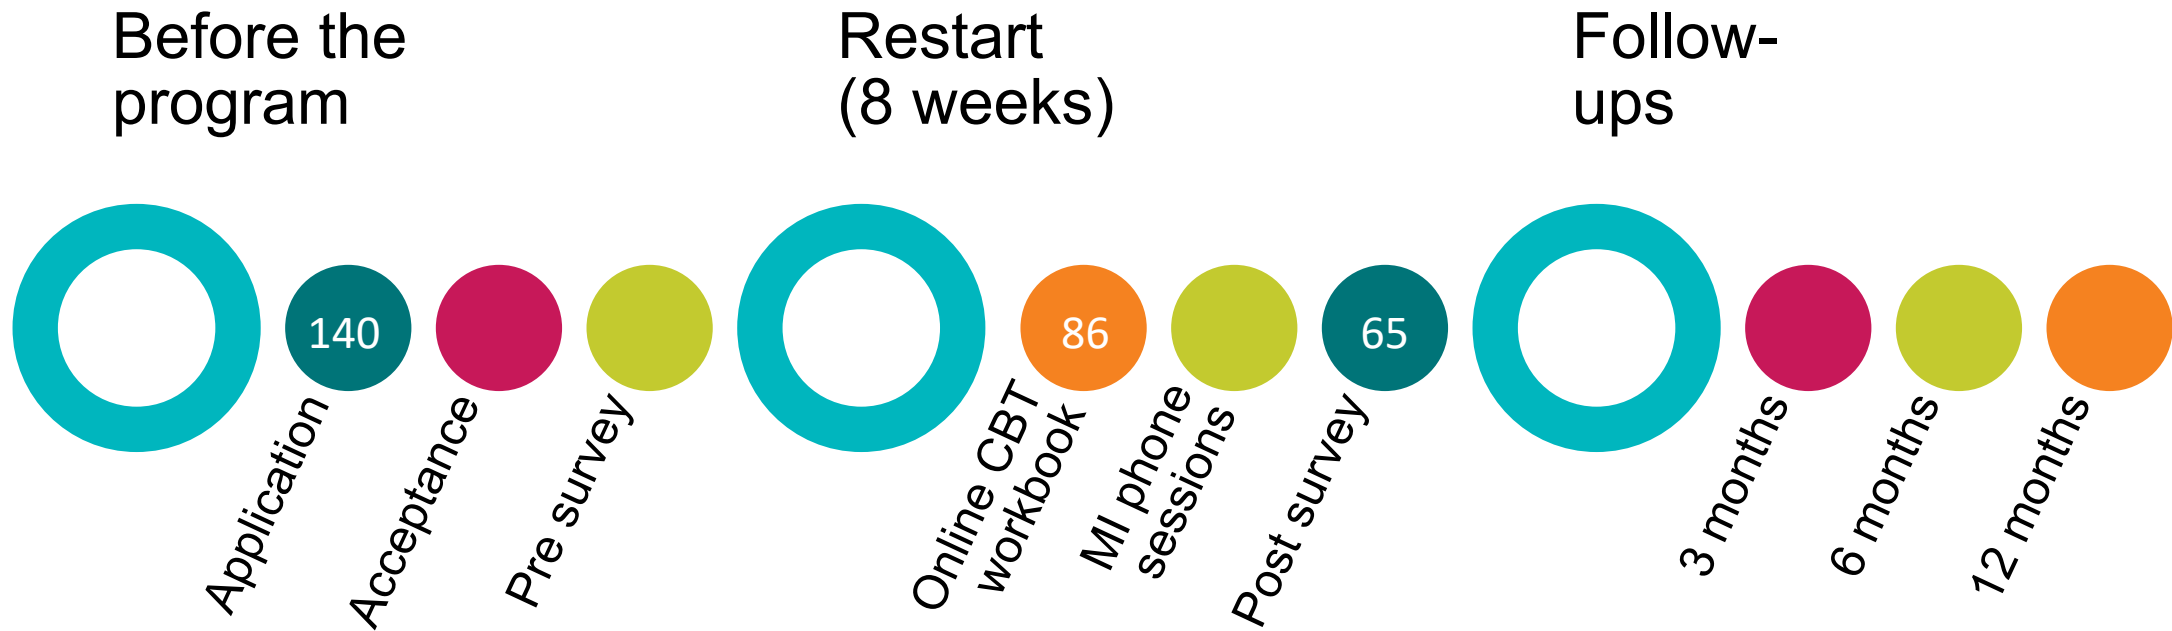 Before the
program
Restart
(8 weeks)
Follow-
ups
140
86
65
Application
Acceptance
Pre survey
Online CBT
workbook
MI phone
sessions
Post survey
3 months
6 months
12 months